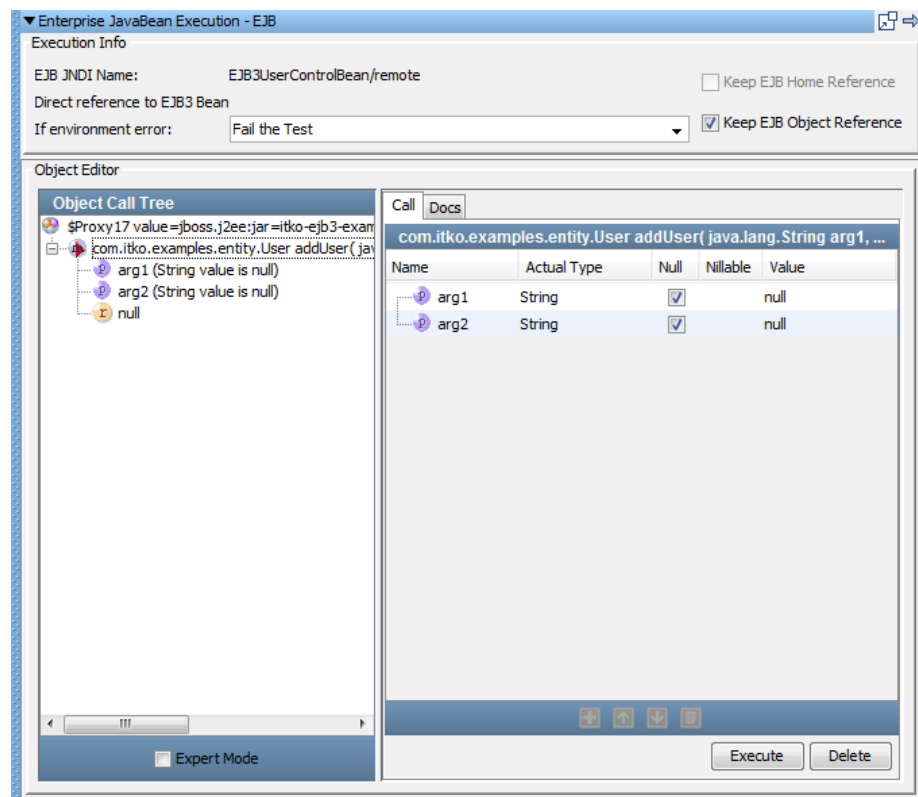 Enterprise JavaBean Execution - EJB
Execution Info
EJB JNDI Name: EJB3UserControlBean/remote
Keep EJB Home Reference
Direct reference to EJB3 Bean
If environment error: Fail the Test
Keep EJB Object Reference
Object Editor
Object Call Tree
$Proxy17 value=jboss.j2ee:jar=itko-ejb3-exam
com.itko.examples.entity.User addUser( jav
P arg1 (String value is null)
P arg2 (String value is null)
r null
Expert Mode
Call Docs
com.itko.examples.entity.User addUser( java.lang.String arg1, ...
Name Actual Type Null Nillable Value
P arg1 String null
P arg2 String null
Execute Delete